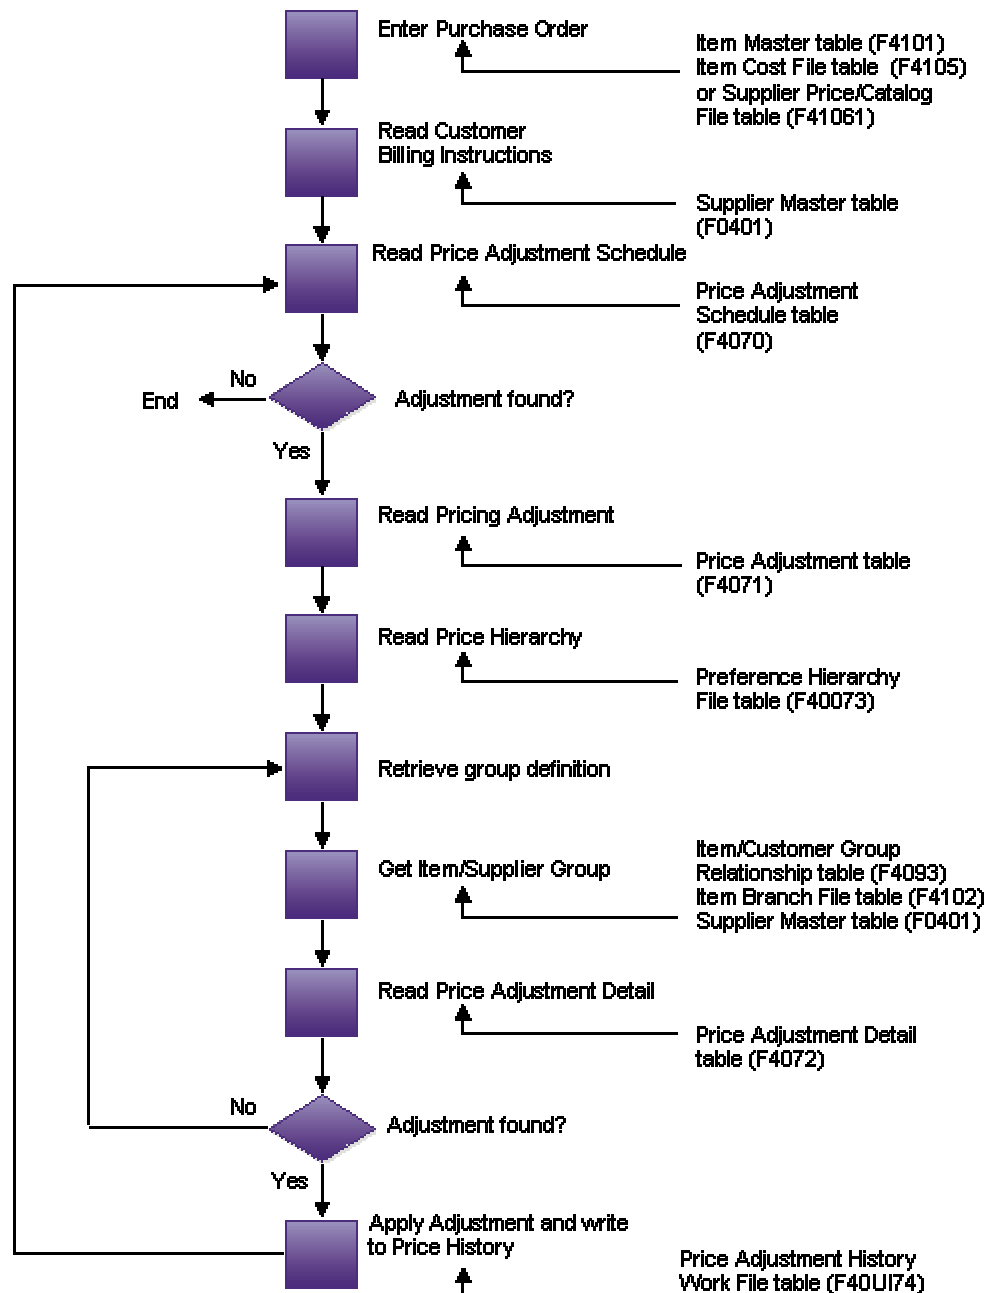 Enter Purchase Order
Item Master table (F4101)
Item Cost File table (F4105)
or Supplier Price/Catalog
File table (F41061)
Read Customer
Billing Instructions
Supplier Master table
(F0401)
Read Price Adjustment Schedule
Price Adjustment
Schedule table
(F4070)
No
End
Adjustment found?
Yes
Read Pricing Adjustment
Price Adjustment table
(F4071)
Read Price Hierarchy
Preference Hierarchy
File table (F40073)
Retrieve group definition
Get Item/Supplier Group
Item/Customer Group
Relationship table (F4093)
Item Branch File table (F4102)
Supplier Master table (F0401)
Read Price Adjustment Detail
Price Adjustment Detail
table (F4072)
No
Adjustment found?
Yes
Apply Adjustment and write
to Price History
Price Adjustment History
Work File table (F40UI74)